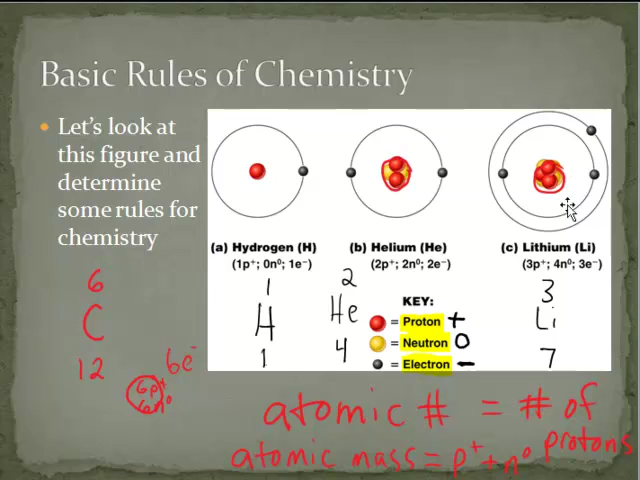 Basic Rules of Chemistry
• Let's look at
this figure and
determine
some rules for
chemistry
(a) Hydrogen (H)
(1p⁺; 0n⁰; 1e⁻)
(b) Helium (He)
(2p⁺; 2n⁰; 2e⁻)
(c) Lithium (Li)
(3p⁺; 4n⁰; 3e⁻)
1
H
1
2
He
4
3
Li
7
KEY:
= Proton +
= Neutron 0
= Electron −
6
C
12
6p⁺
6n⁰
6e⁻
atomic # = # of
protons
atomic mass = p⁺ + n⁰